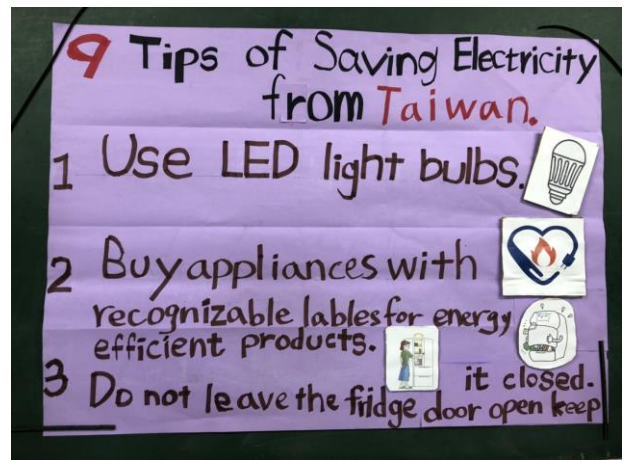 9 Tips of Saving Electricity
from Taiwan.
1 Use LED light bulbs.
2 Buy appliances with
recognizable lables for energy
efficient products.
3 Do not leave the fridge door open keep
it closed.